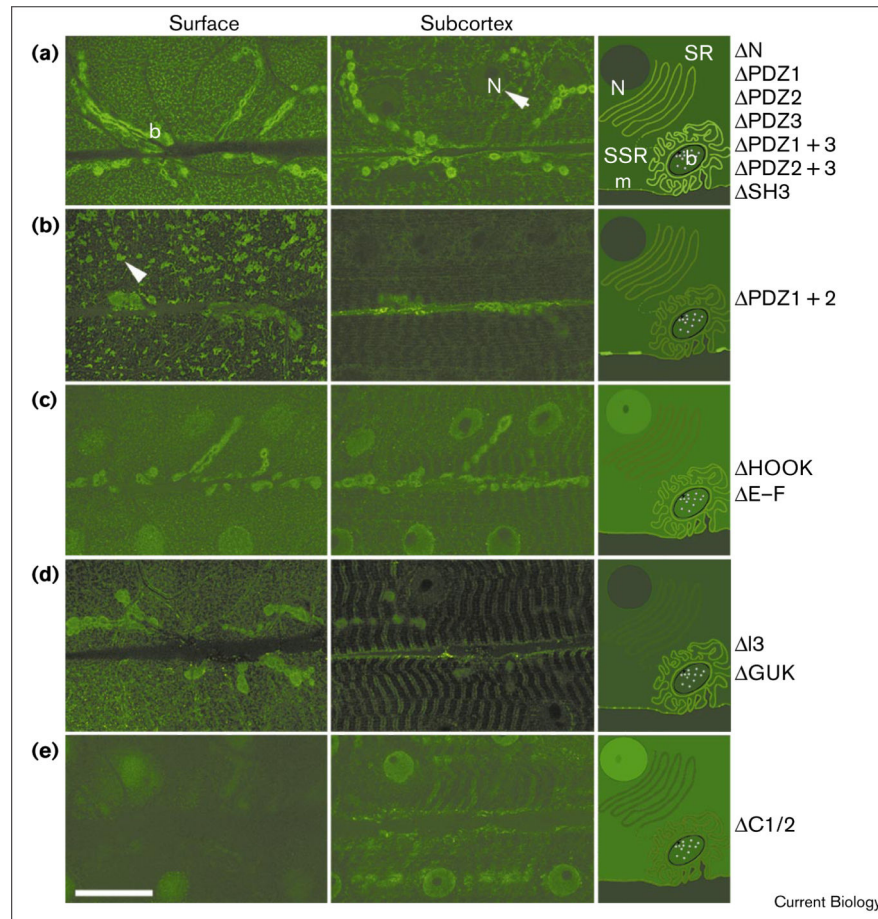 Surface Subcortex
(a)
b
N
N
SR
SSR
b
m
ΔN
ΔPDZ1
ΔPDZ2
ΔPDZ3
ΔPDZ1 + 3
ΔPDZ2 + 3
ΔSH3
(b)
ΔPDZ1 + 2
(c)
ΔHOOK
ΔE–F
(d)
ΔI3
ΔGUK
(e)
ΔC1/2
Current Biology